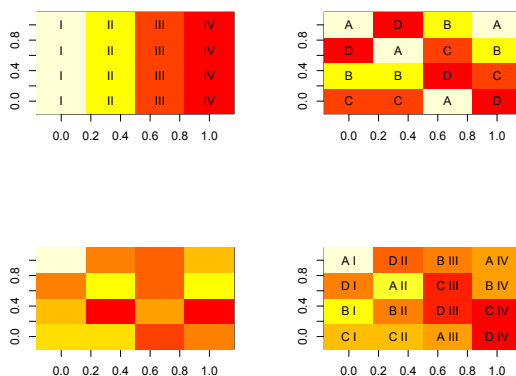 I II III IV
I II III IV
I II III IV
I II III IV
0.0 0.4 0.8
0.0 0.2 0.4 0.6 0.8 1.0
A D B A
D A C B
B B D C
C C A D
0.0 0.4 0.8
0.0 0.2 0.4 0.6 0.8 1.0
0.0 0.4 0.8
0.0 0.2 0.4 0.6 0.8 1.0
A I D II B III A IV
D I A II C III B IV
B I B II D III C IV
C I C II A III D IV
0.0 0.4 0.8
0.0 0.2 0.4 0.6 0.8 1.0